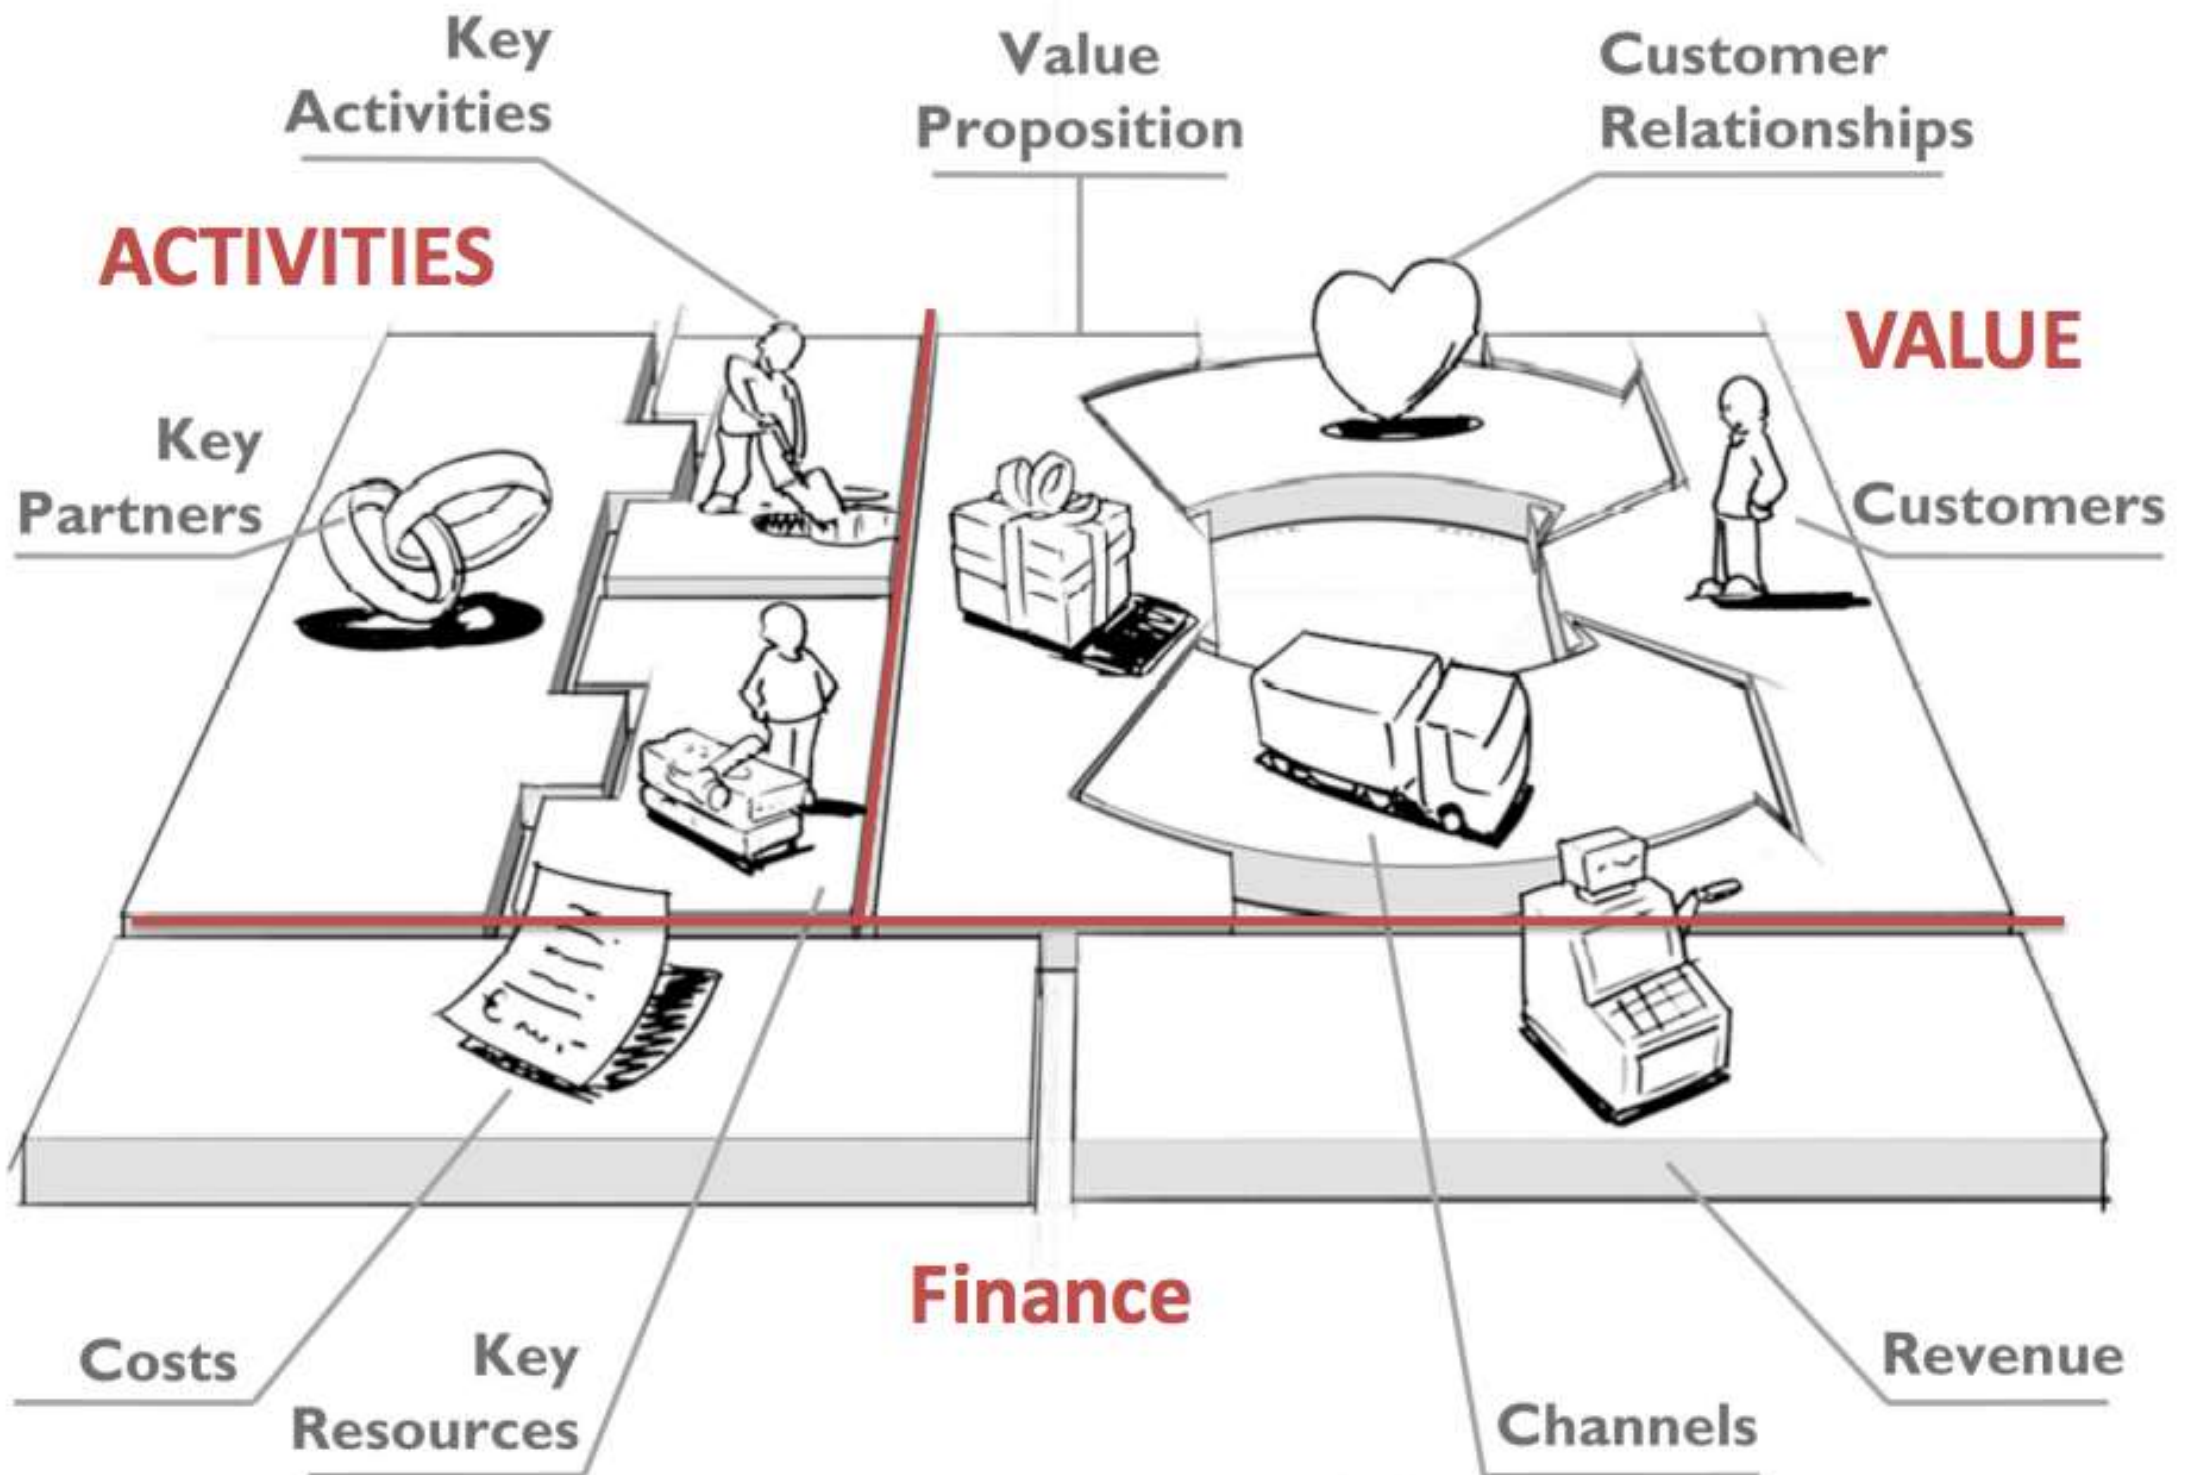 Key
Activities
Value
Proposition
Customer
Relationships
ACTIVITIES
VALUE
Key
Partners
Customers
€
Finance
Costs
Key
Resources
Revenue
Channels